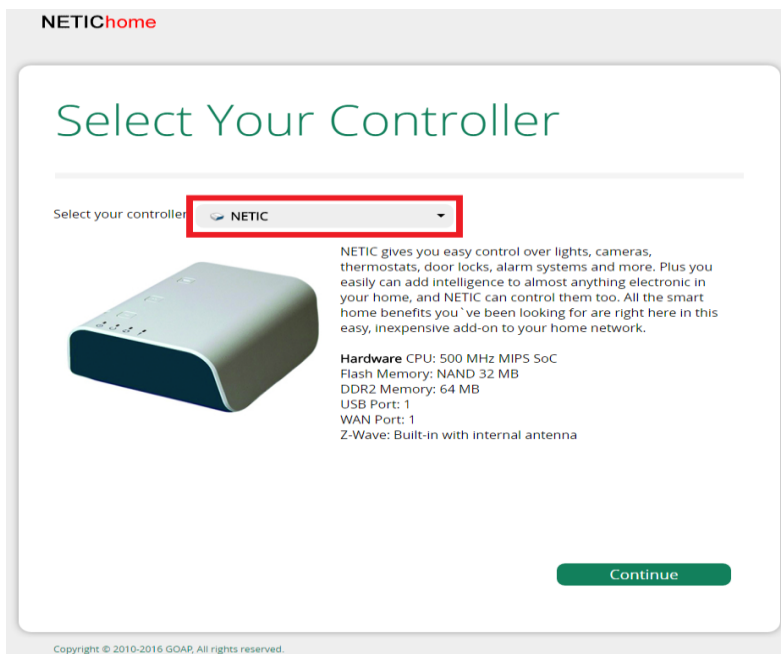 NETIChome
Select Your Controller
Select your controller
NETIC
NETIC gives you easy control over lights, cameras,
thermostats, door locks, alarm systems and more. Plus you
easily can add intelligence to almost anything electronic in
your home, and NETIC can control them too. All the smart
home benefits you`ve been looking for are right here in this
easy, inexpensive add-on to your home network.
Hardware CPU: 500 MHz MIPS SoC
Flash Memory: NAND 32 MB
DDR2 Memory: 64 MB
USB Port: 1
WAN Port: 1
Z-Wave: Built-in with internal antenna
Continue
Copyright © 2010-2016 GOAP, All rights reserved.